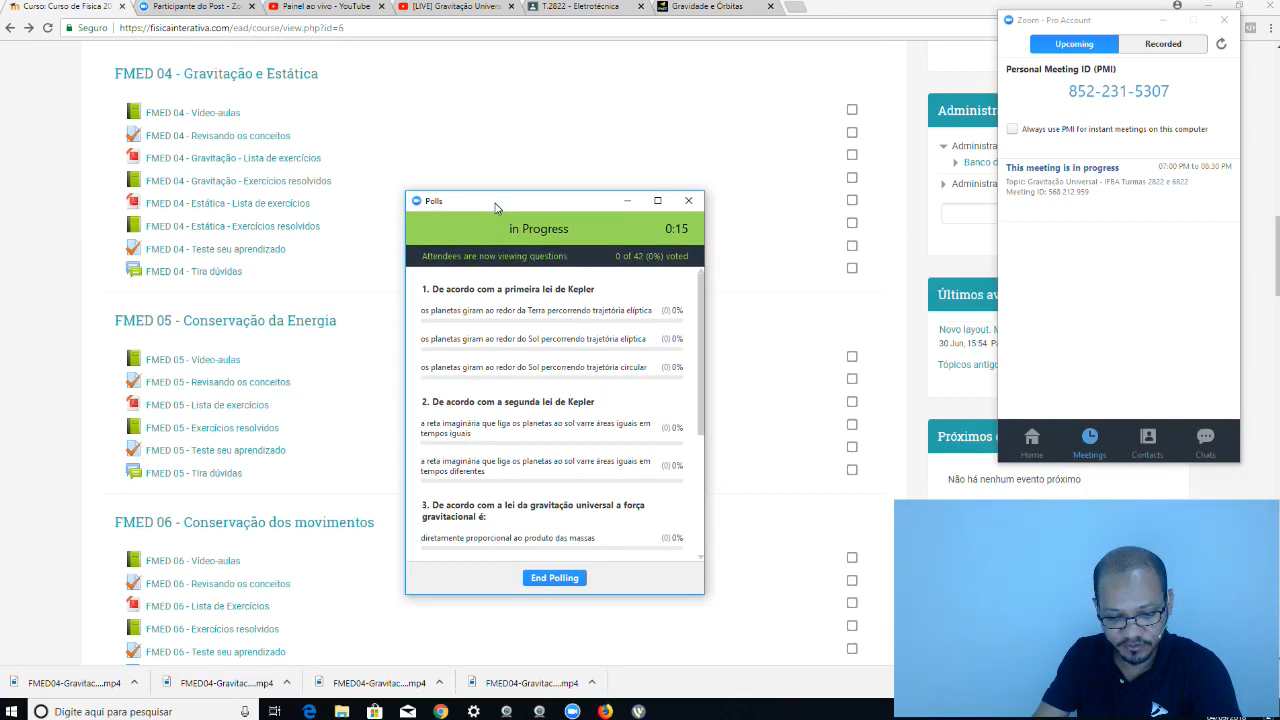 Curso: Curso de Física 20
Participante do Post - Zo
Painel ao vivo - YouTube
[LIVE] Gravitação Univers
T.2822 - Eletrotécnica
Gravidade e Órbitas
Seguro
https://fisicainterativa.com/ead/course/view.php?id=6
FMED 04 - Gravitação e Estática
FMED 04 - Vídeo-aulas
FMED 04 - Revisando os conceitos
FMED 04 - Gravitação - Lista de exercícios
FMED 04 - Gravitação - Exercícios resolvidos
FMED 04 - Estática - Lista de exercícios
FMED 04 - Estática - Exercícios resolvidos
FMED 04 - Teste seu aprendizado
FMED 04 - Tira dúvidas
FMED 05 - Conservação da Energia
FMED 05 - Vídeo-aulas
FMED 05 - Revisando os conceitos
FMED 05 - Lista de exercícios
FMED 05 - Exercícios resolvidos
FMED 05 - Teste seu aprendizado
FMED 05 - Tira dúvidas
FMED 06 - Conservação dos movimentos
FMED 06 - Vídeo-aulas
FMED 06 - Revisando os conceitos
FMED 06 - Lista de Exercícios
FMED 06 - Exercícios resolvidos
FMED 06 - Teste seu aprendizado
Polls
in Progress
0:15
Attendees are now viewing questions
0 of 42 (0%) voted
1. De acordo com a primeira lei de Kepler
os planetas giram ao redor da Terra percorrendo trajetória elíptica (0) 0%
os planetas giram ao redor do Sol percorrendo trajetória elíptica (0) 0%
os planetas giram ao redor do Sol percorrendo trajetória circular (0) 0%
2. De acordo com a segunda lei de Kepler
a reta imaginária que liga os planetas ao sol varre áreas iguais em (0) 0%
tempos iguais
a reta imaginária que liga os planetas ao sol varre áreas iguais em (0) 0%
tempos diferentes
3. De acordo com a lei da gravitação universal a força
gravitacional é:
diretamente proporcional ao produto das massas (0) 0%
End Polling
Administr
Administra
Banco d
Administra
Últimos av
Novo layout. M
30 Jun, 15:54 P
Tópicos antigo
Próximos e
Não há nenhum evento próximo
Zoom - Pro Account
Upcoming
Recorded
Personal Meeting ID (PMI)
852-231-5307
Always use PMI for instant meetings on this computer
This meeting is in progress
07:00 PM to 08:30 PM
Topic: Gravitação Universal - IFBA Turmas 2822 e 6822
Meeting ID: 568 212 959
Home
Meetings
Contacts
Chats
FMED04-Gravitac....mp4
FMED04-Gravitac....mp4
FMED04-Gravitac....mp4
FMED04-Gravitac....mp4
Digite aqui para pesquisar